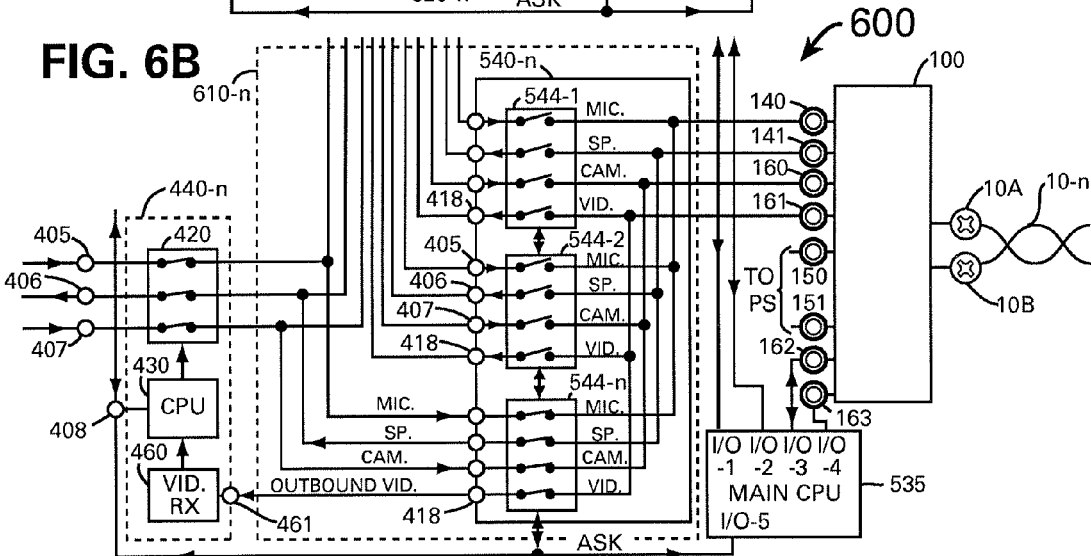 ASK
FIG. 6B
600
610-n
540-n
100
544-1
MIC.
140
SP.
141
CAM.
160
VID.
161
418
440-n
420
405
406
407
10A
10-n
10B
405
406
407
418
544-2
MIC.
SP.
CAM.
VID.
TO
PS
150
151
162
163
430
CPU
408
460
VID.
RX
461
MIC.
SP.
CAM.
OUTBOUND VID.
418
544-n
MIC.
SP.
CAM.
VID.
I/O I/O I/O I/O
-1 -2 -3 -4
MAIN CPU
I/O-5
535
ASK